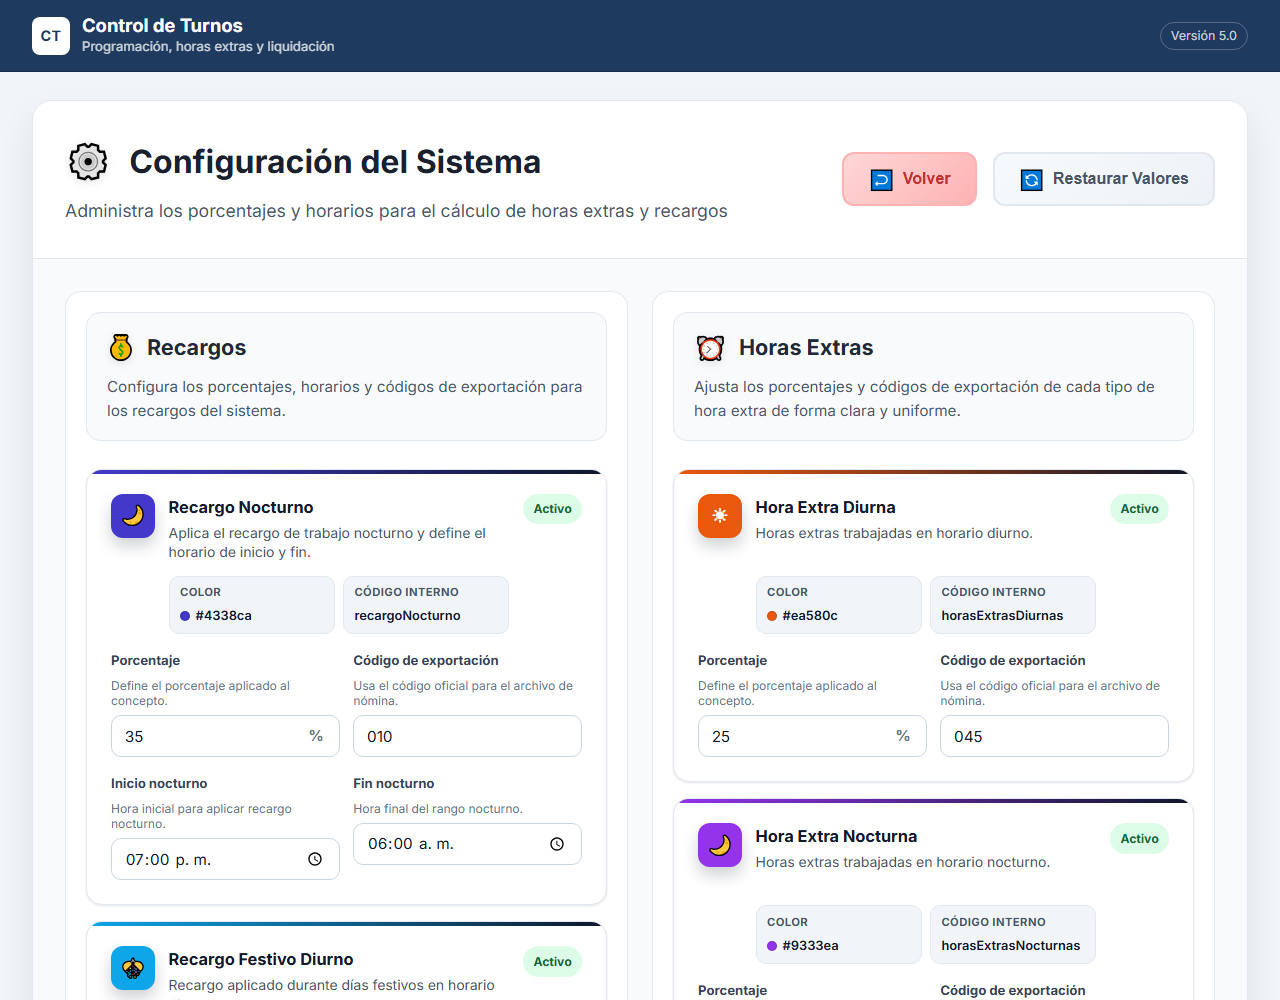 CT
Control de Turnos
Programación, horas extras y liquidación
Versión 5.0
Configuración del Sistema
Administra los porcentajes y horarios para el cálculo de horas extras y recargos
Volver
Restaurar Valores
Recargos
Configura los porcentajes, horarios y códigos de exportación para
los recargos del sistema.
Recargo Nocturno
Activo
Aplica el recargo de trabajo nocturno y define el
horario de inicio y fin.
COLOR
#4338ca
CÓDIGO INTERNO
recargoNocturno
Porcentaje
Define el porcentaje aplicado al
concepto.
35 %
Código de exportación
Usa el código oficial para el archivo de
nómina.
010
Inicio nocturno
Hora inicial para aplicar recargo
nocturno.
07:00 p. m.
Fin nocturno
Hora final del rango nocturno.
06:00 a. m.
Recargo Festivo Diurno
Activo
Recargo aplicado durante días festivos en horario
Horas Extras
Ajusta los porcentajes y códigos de exportación de cada tipo de
hora extra de forma clara y uniforme.
Hora Extra Diurna
Activo
Horas extras trabajadas en horario diurno.
COLOR
#ea580c
CÓDIGO INTERNO
horasExtrasDiurnas
Porcentaje
Define el porcentaje aplicado al
concepto.
25 %
Código de exportación
Usa el código oficial para el archivo de
nómina.
045
Hora Extra Nocturna
Activo
Horas extras trabajadas en horario nocturno.
COLOR
#9333ea
CÓDIGO INTERNO
horasExtrasNocturnas
Porcentaje
Código de exportación